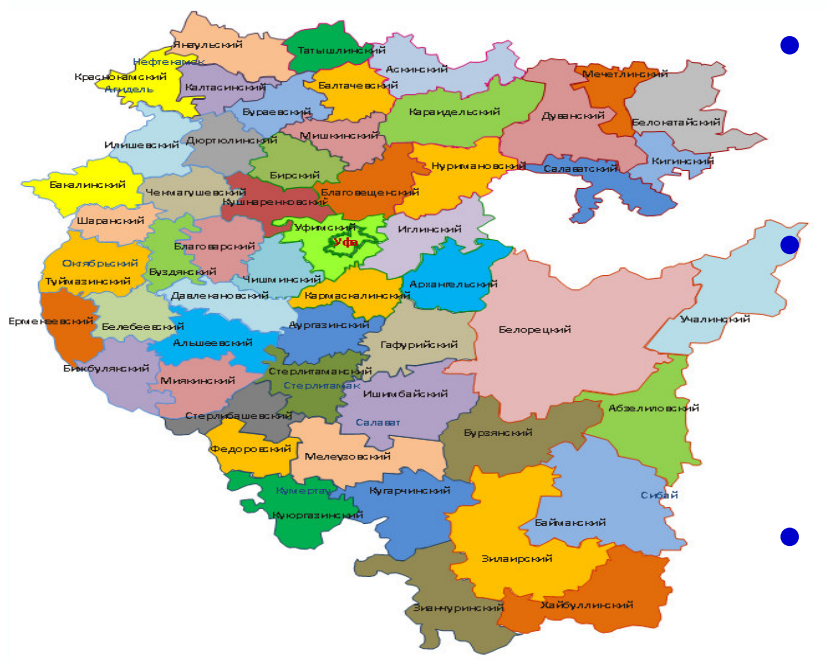 Янаульский
Татышлинский
Нефтекамск
Аскинский
Краснокамский
Мечетлинский
Агидель
Калтасинский
Балтачевский
Бураевский
Караидельский
Дуванский
Белокатайский
Илишевский
Дюртюлинский
Мишкинский
Кигинский
Бакалинский
Чекмагушевский
Бирский
Нуримановский
Салаватский
Кушнаренковский
Благовещенский
Шаранский
Уфимский
Иглинский
Уфа
Благоварский
Октябрьский
Буздянский
Туймазинский
Чишминский
Архангельский
Давлекановский
Кармаскалинский
Ермекеевский
Белебеевский
Аургазинский
Белорецкий
Учалинский
Альшеевский
Гафурийский
Бижбулякский
Миякинский
Стерлитаманский
Стерлитамак
Ишимбайский
Абзелиловский
Стерлибашевский
Салават
Бурзянский
Федоровский
Мелеузовский
Кумертау
Кугарчинский
Сибай
Куюргазинский
Баймакский
Зилаирский
Зианчуринский
Хайбуллинский